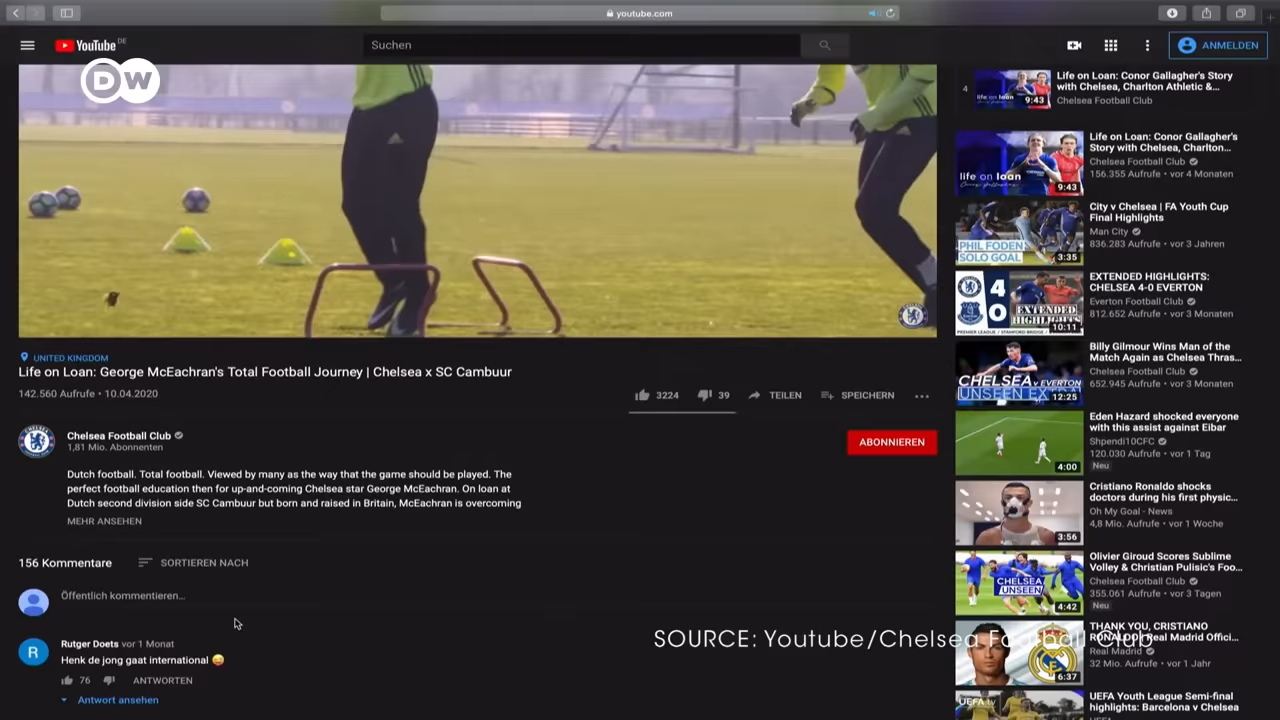 youtube.com
YouTube DE
Suchen
ANMELDEN
DW
UNITED KINGDOM
Life on Loan: George McEachran's Total Football Journey | Chelsea x SC Cambuur
142.560 Aufrufe • 10.04.2020
3224
39
TEILEN
SPEICHERN
Chelsea Football Club
1,81 Mio. Abonnenten
ABONNIEREN
Dutch football. Total football. Viewed by many as the way that the game should be played. The
perfect football education then for up-and-coming Chelsea star George McEachran. On loan at
Dutch second division side SC Cambuur but born and raised in Britain, McEachran is overcoming
MEHR ANSEHEN
156 Kommentare
SORTIEREN NACH
Öffentlich kommentieren...
R
Rutger Doets vor 1 Monat
Henk de jong gaat international 😜
76
ANTWORTEN
Antwort ansehen
SOURCE: Youtube/Chelsea Football Club
4
life on loan
9:43
Life on Loan: Conor Gallagher's Story
with Chelsea, Charlton Athletic &...
Chelsea Football Club
life on loan
9:43
Life on Loan: Conor Gallagher's
Story with Chelsea, Charlton...
Chelsea Football Club
156.355 Aufrufe • vor 4 Monaten
PHIL FODEN
SOLO GOAL
3:35
City v Chelsea | FA Youth Cup
Final Highlights
Man City
836.283 Aufrufe • vor 3 Jahren
4
0
EXTENDED
HIGHLIGHTS
10:11
EXTENDED HIGHLIGHTS:
CHELSEA 4-0 EVERTON
Everton Football Club
812.652 Aufrufe • vor 3 Monaten
CHELSEA v EVERTON
UNSEEN EXTRA
12:25
Billy Gilmour Wins Man of the
Match Again as Chelsea Thras...
Chelsea Football Club
652.945 Aufrufe • vor 3 Monaten
4:00
Eden Hazard shocked everyone
with this assist against Eibar
Shpendi10CFC
120.030 Aufrufe • vor 1 Tag
Neu
3:56
Cristiano Ronaldo shocks
doctors during his first physic...
Oh My Goal - News
4,8 Mio. Aufrufe • vor 1 Woche
CHELSEA
UNSEEN
4:42
Olivier Giroud Scores Sublime
Volley & Christian Pulisic's Foo...
Chelsea Football Club
355.061 Aufrufe • vor 3 Tagen
Neu
6:37
THANK YOU, CRISTIANO
RONALDO | Real Madrid Offici...
Real Madrid
32 Mio. Aufrufe • vor 1 Jahr
UEFA tv
UEFA Youth League Semi-final
highlights: Barcelona v Chelsea